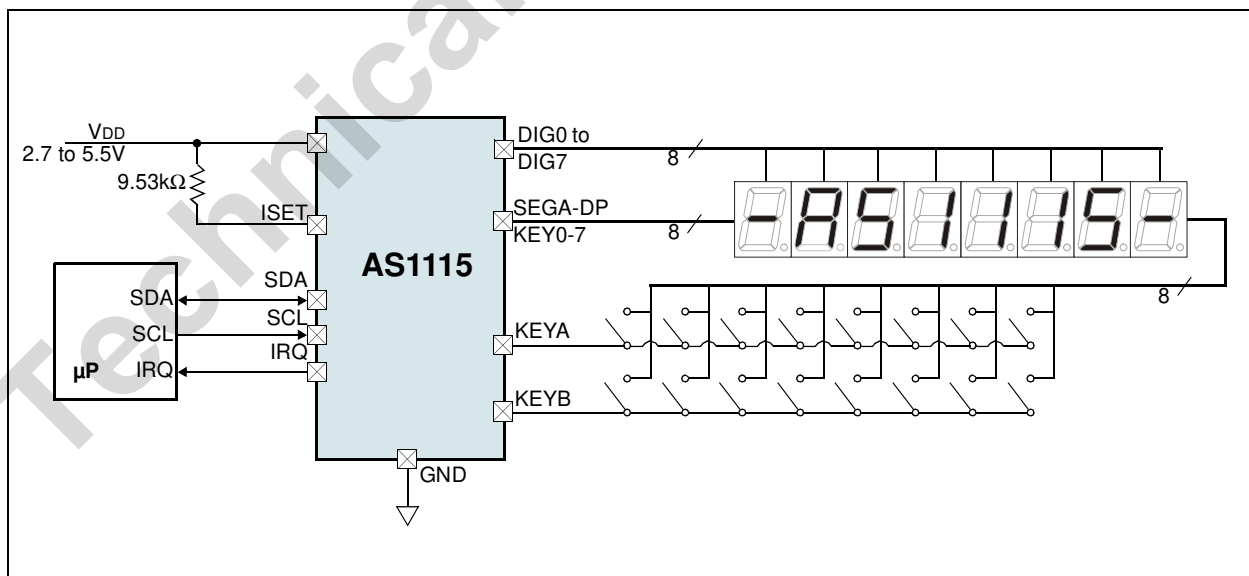 Technical
VDD
2.7 to 5.5V
9.53kΩ
ISET
AS1115
DIG0 to
DIG7
8
SEGA-DP
KEY0-7
8
-AS1115-
8
SDA
SDA
SCL
SCL
IRQ
IRQ
µP
KEYA
KEYB
GND